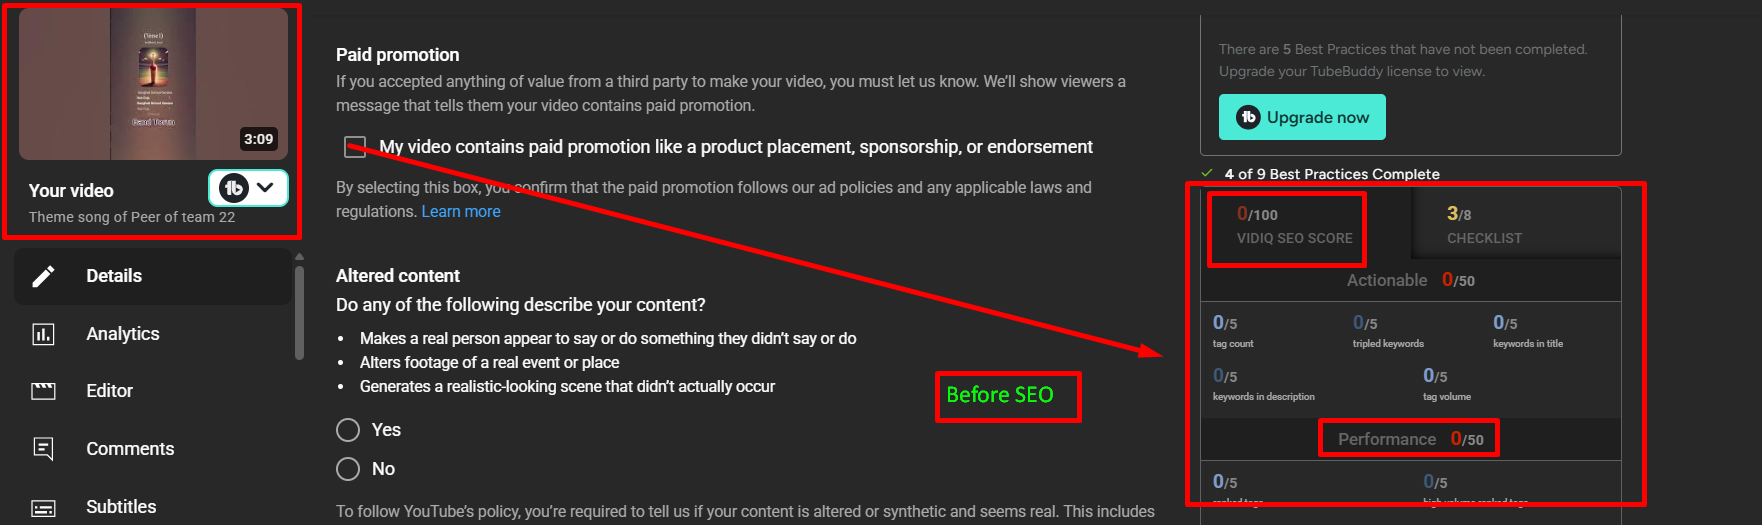 (Time1)
Band Torun
3:09
Your video
Theme song of Peer of team 22
Details
Analytics
Editor
Comments
Subtitles
Paid promotion
If you accepted anything of value from a third party to make your video, you must let us know. We'll show viewers a
message that tells them your video contains paid promotion.
My video contains paid promotion like a product placement, sponsorship, or endorsement
By selecting this box, you confirm that the paid promotion follows our ad policies and any applicable laws and
regulations. Learn more
Altered content
Do any of the following describe your content?
• Makes a real person appear to say or do something they didn't say or do
• Alters footage of a real event or place
• Generates a realistic-looking scene that didn't actually occur
Yes
No
To follow YouTube's policy, you're required to tell us if your content is altered or synthetic and seems real. This includes
Before SEO
There are 5 Best Practices that have not been completed.
Upgrade your TubeBuddy license to view.
Upgrade now
4 of 9 Best Practices Complete
0/100
VIDIQ SEO SCORE
3/8
CHECKLIST
Actionable 0/50
0/5
tag count
0/5
tripled keywords
0/5
keywords in title
0/5
keywords in description
0/5
tag volume
Performance 0/50
0/5
0/5